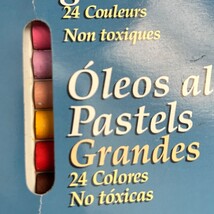 24 Couleurs
Non toxiques
Óleos al
Pastels
Grandes
24 Colores
No tóxicas